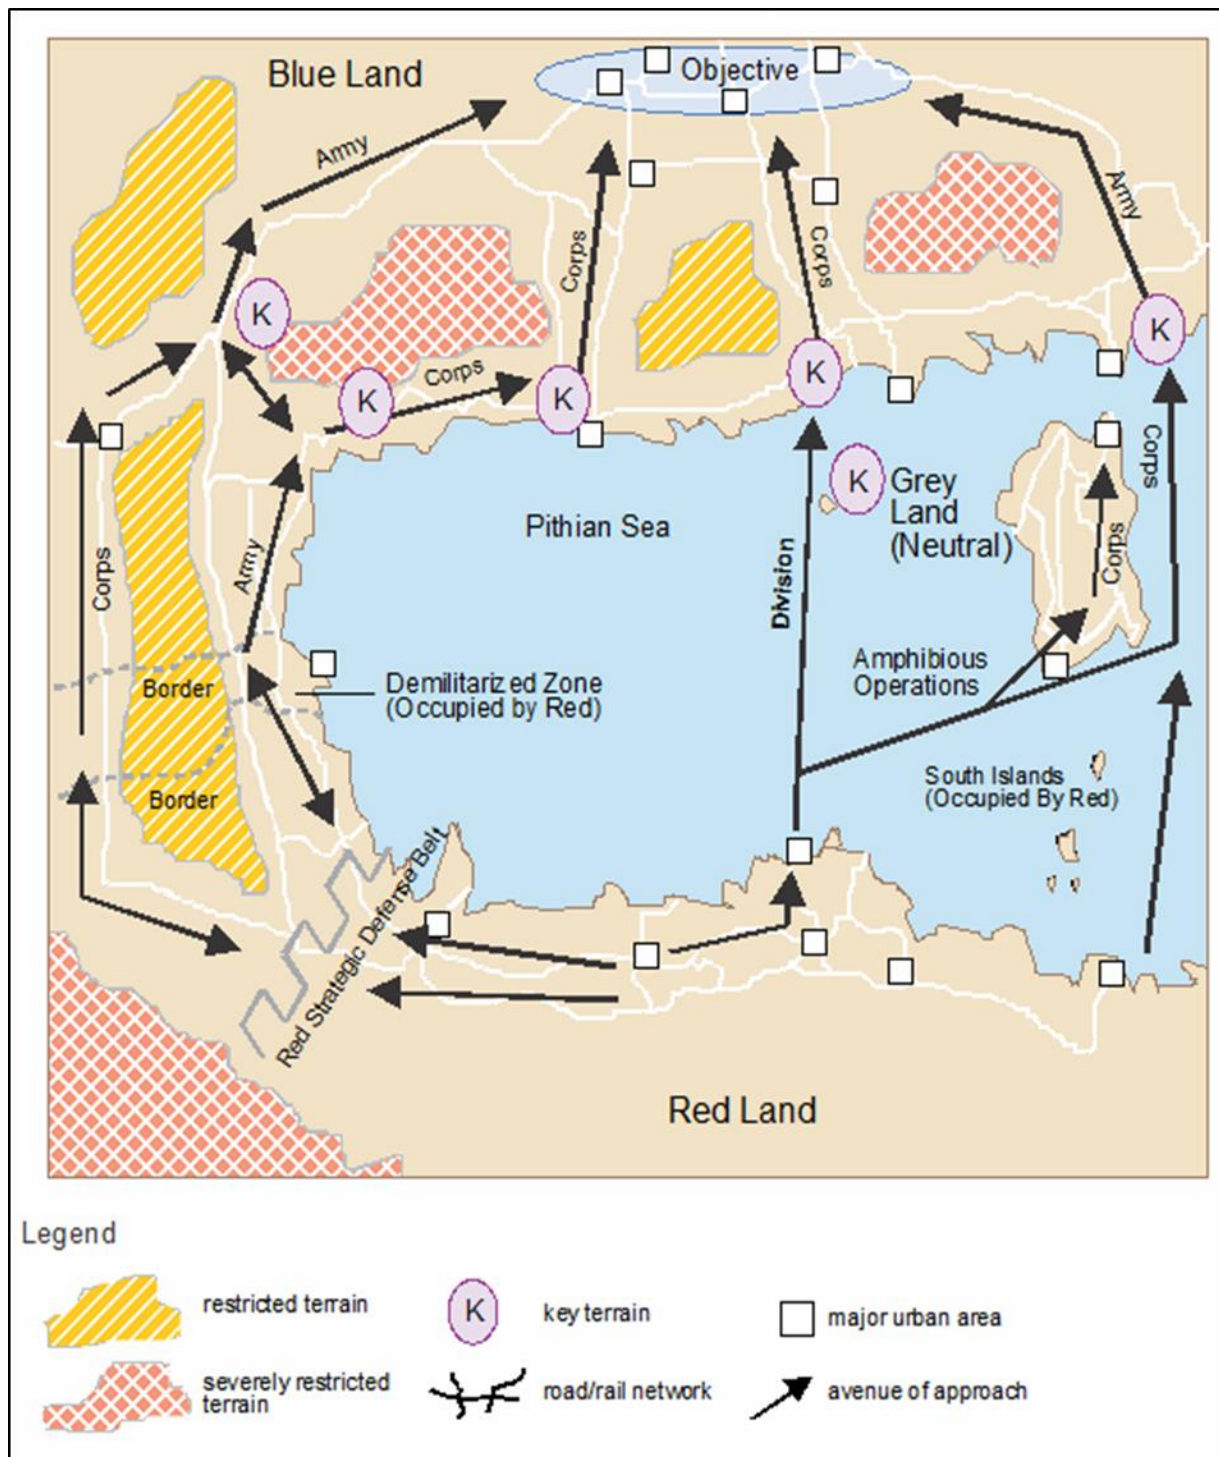 Blue Land
Objective
Army
Army
Corps
Corps
K
K
K
Corps
K
K
K
K
Grey
Land
(Neutral)
Corps
Pithian Sea
Corps
Army
Corps
Division
Amphibious
Operations
Border
Demilitarized Zone
(Occupied by Red)
South Islands
(Occupied By Red)
Border
Red Strategic Defense Belt
Red Land
Legend
restricted terrain
K
key terrain
major urban area
severely restricted
terrain
road/rail network
avenue of approach